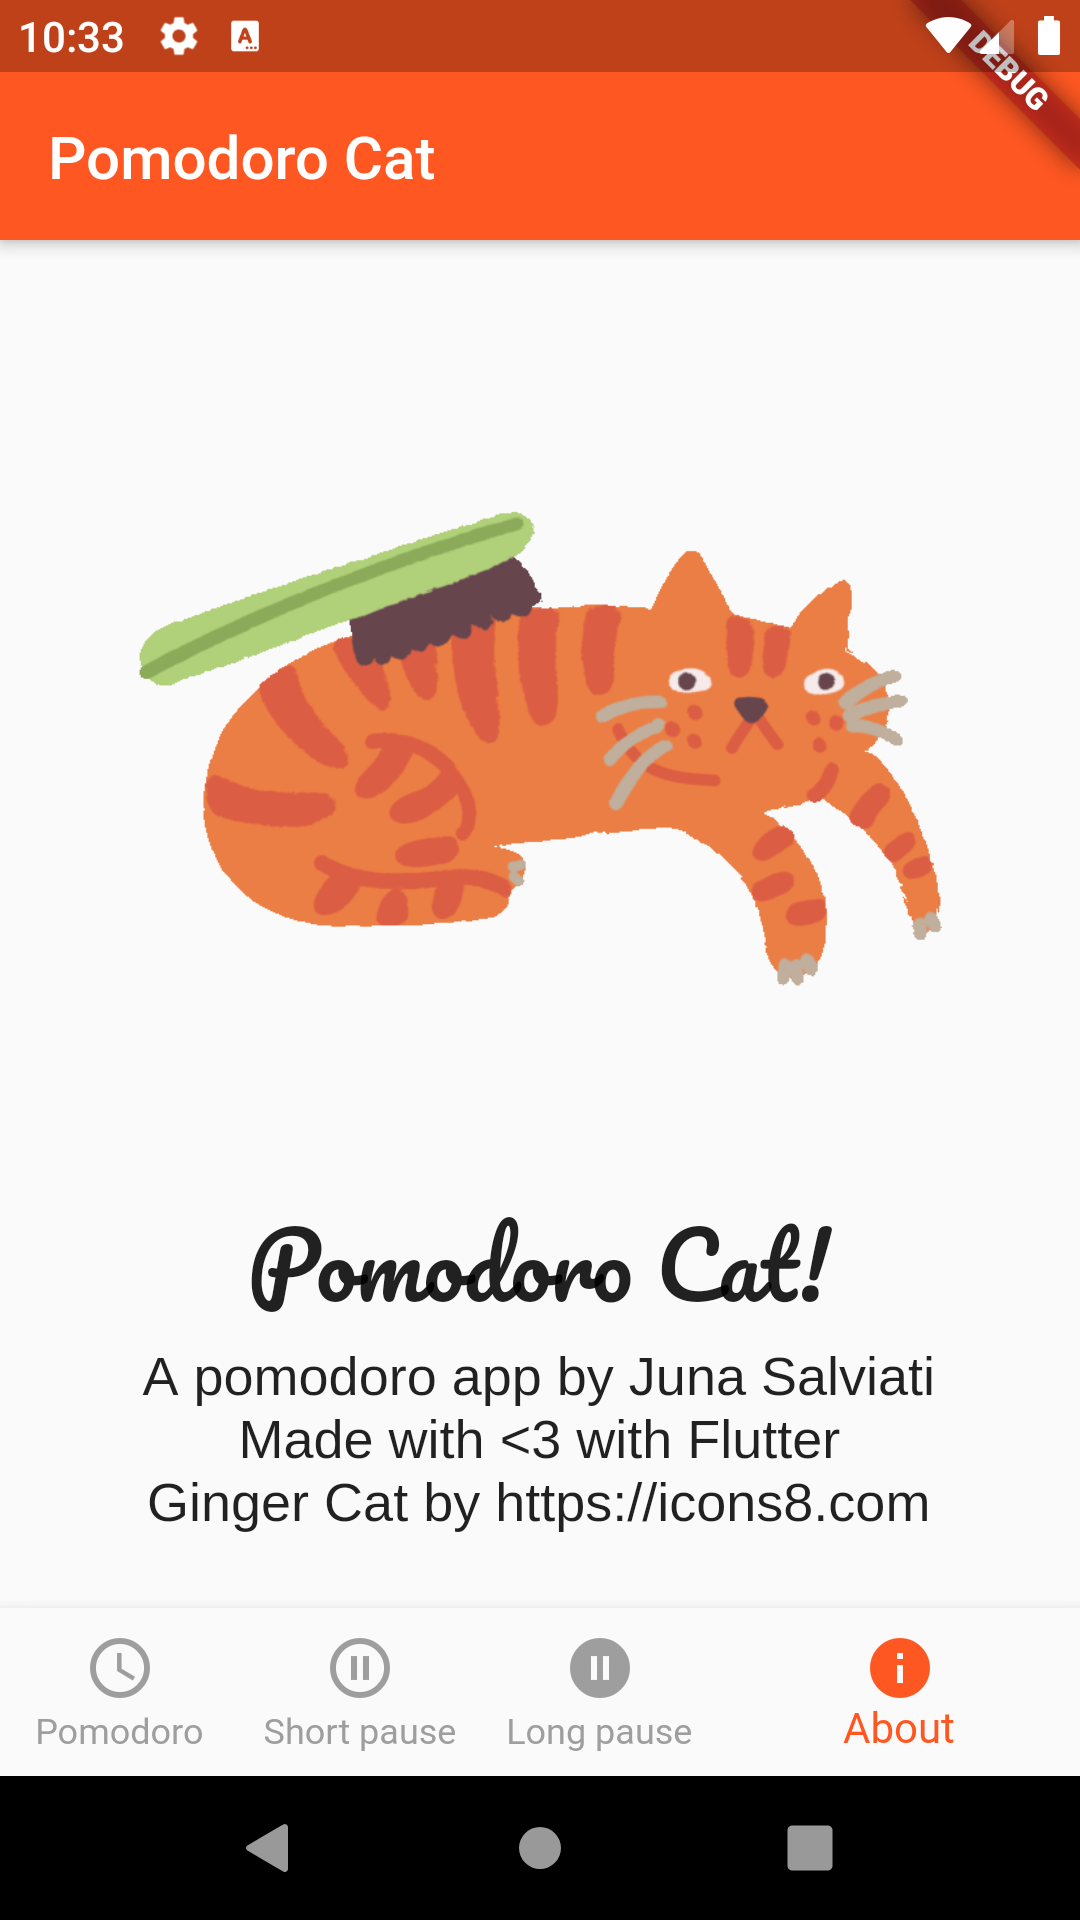 10:33
DEBUG
Pomodoro Cat
Pomodoro Cat!
A pomodoro app by Juna Salviati
Made with <3 with Flutter
Ginger Cat by https://icons8.com
Pomodoro
Short pause
Long pause
About